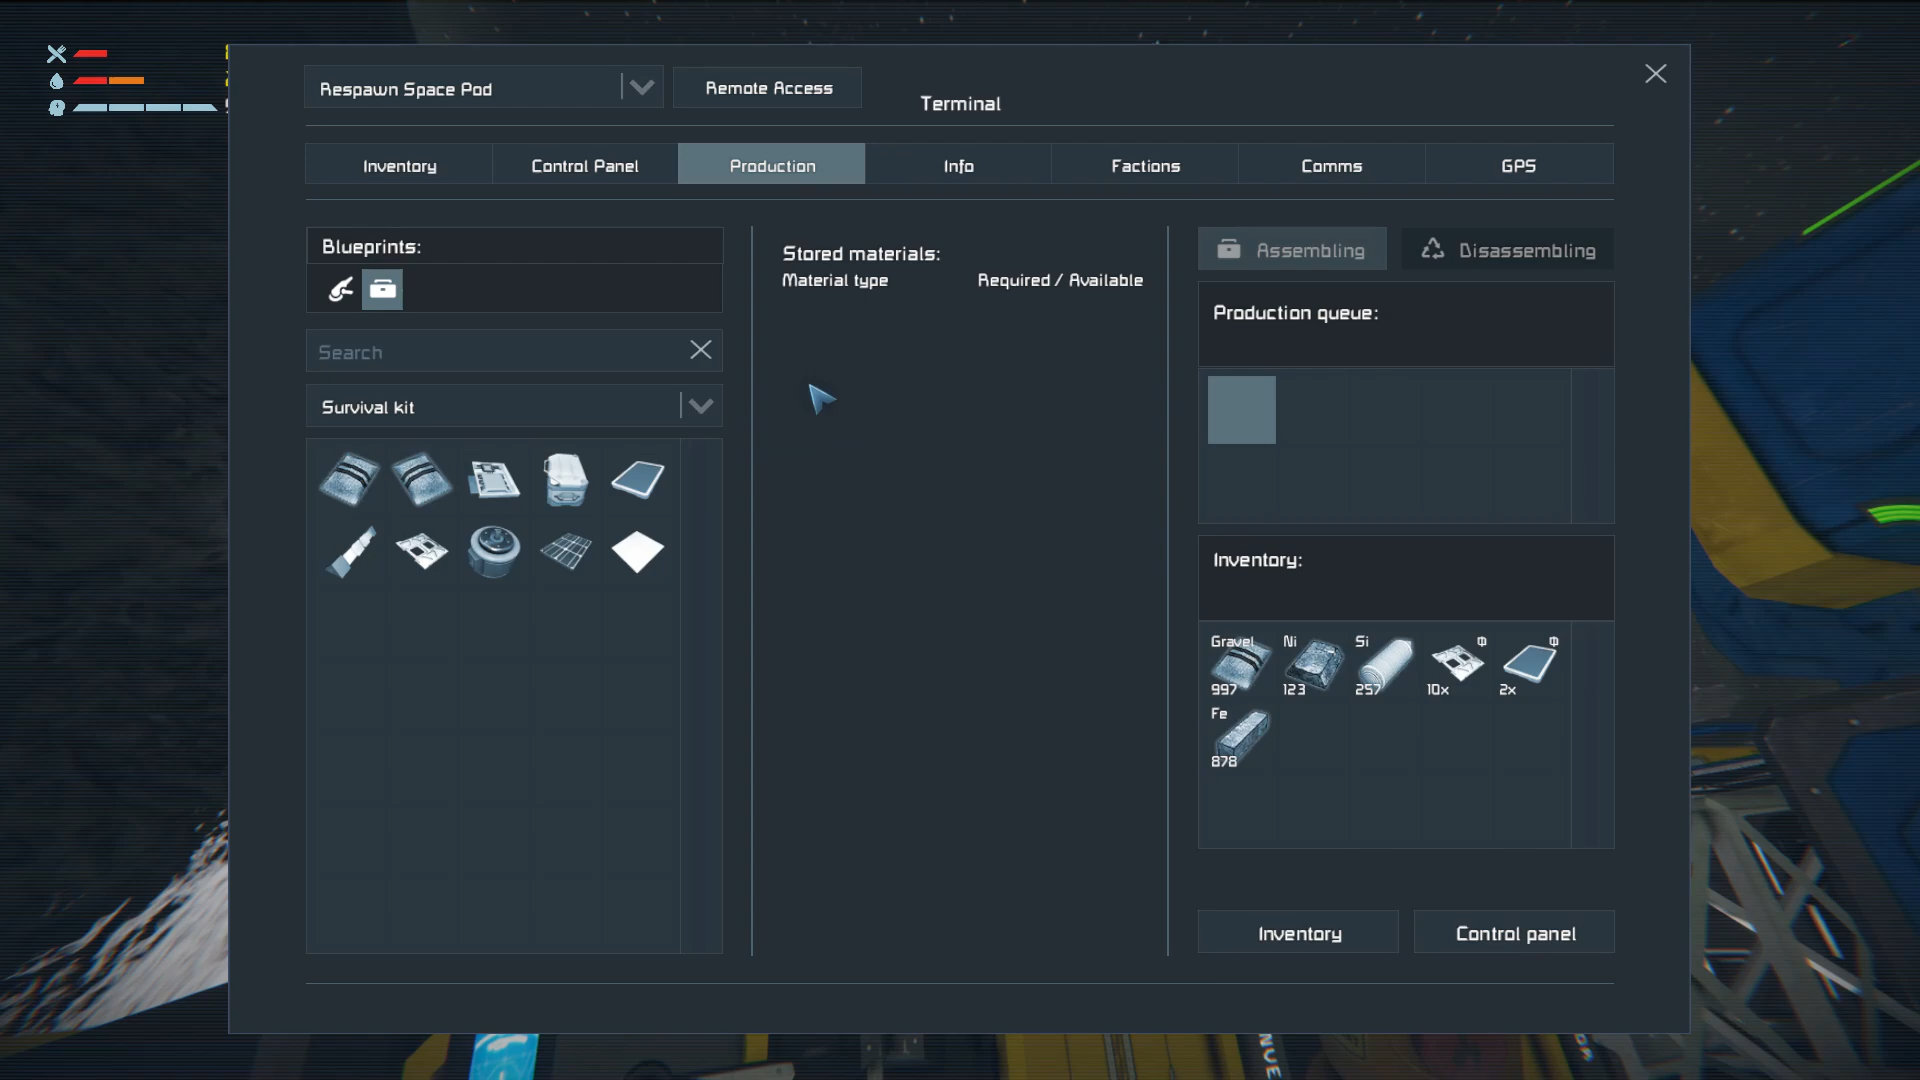 Respawn Space Pod
Remote Access
Terminal
Inventory
Control Panel
Production
Info
Factions
Comms
GPS
Blueprints:
Search
Survival kit
Stored materials:
Material type
Required / Available
Assembling
Disassembling
Production queue:
Inventory:
Gravel
997
Ni
123
Si
257
10x
2x
Fe
878
Inventory
Control panel